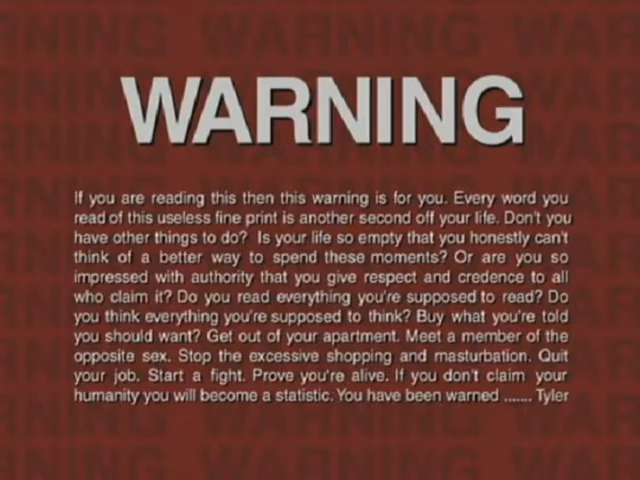 WARNING
If you are reading this then this warning is for you. Every word you
read of this useless fine print is another second off your life. Don't you
have other things to do? Is your life so empty that you honestly can't
think of a better way to spend these moments? Or are you so
impressed with authority that you give respect and credence to all
who claim it? Do you read everything you're supposed to read? Do
you think everything you're supposed to think? Buy what you're told
you should want? Get out of your apartment. Meet a member of the
opposite sex. Stop the excessive shopping and masturbation. Quit
your job. Start a fight. Prove you're alive. If you don't claim your
humanity you will become a statistic. You have been warned ....... Tyler